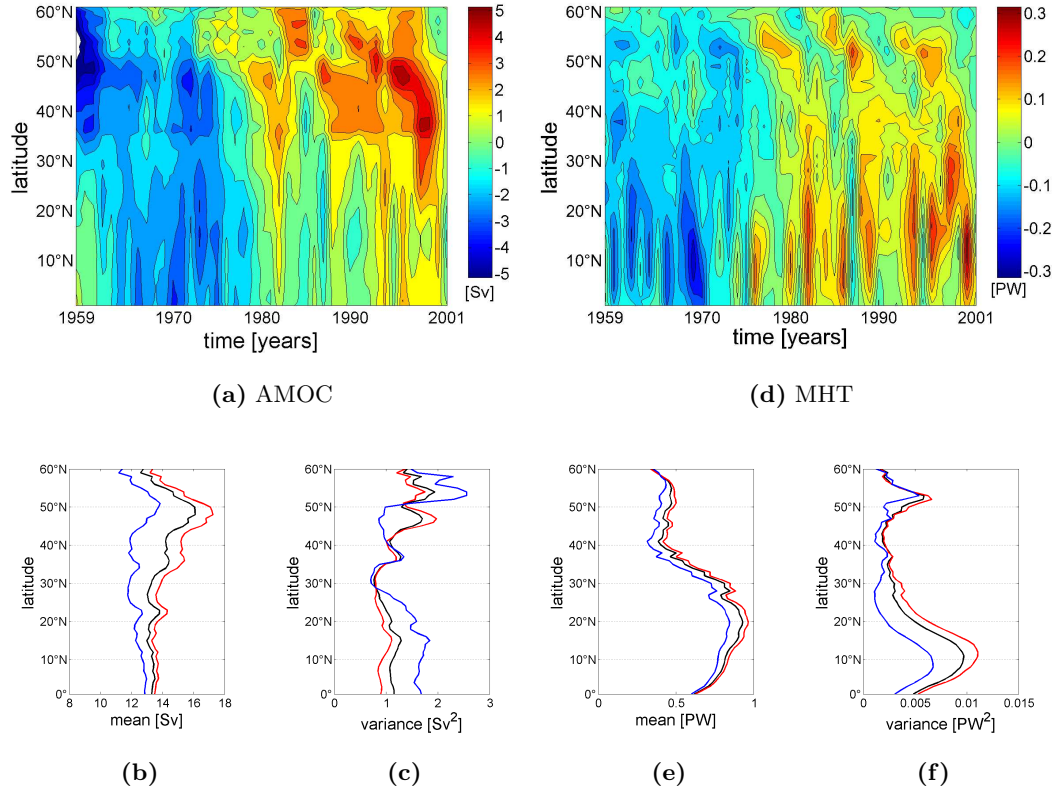 60°N
50°N
40°N
30°N
20°N
10°N
latitude
1959 1970 1980 1990 2001
time [years]
5
4
3
2
1
0
-1
-2
-3
-4
-5
[Sv]
(a) AMOC
60°N
50°N
40°N
30°N
20°N
10°N
latitude
1959 1970 1980 1990 2001
time [years]
0.3
0.2
0.1
0
-0.1
-0.2
-0.3
[PW]
(d) MHT
60°N
50°N
40°N
30°N
20°N
10°N
0°
latitude
8 10 12 14 16 18
mean [Sv]
(b)
60°N
50°N
40°N
30°N
20°N
10°N
0°
latitude
0 1 2 3
variance [Sv²]
(c)
60°N
50°N
40°N
30°N
20°N
10°N
0°
latitude
0 0.5 1
mean [PW]
(e)
60°N
50°N
40°N
30°N
20°N
10°N
0°
latitude
0 0.005 0.01 0.015
variance [PW²]
(f)